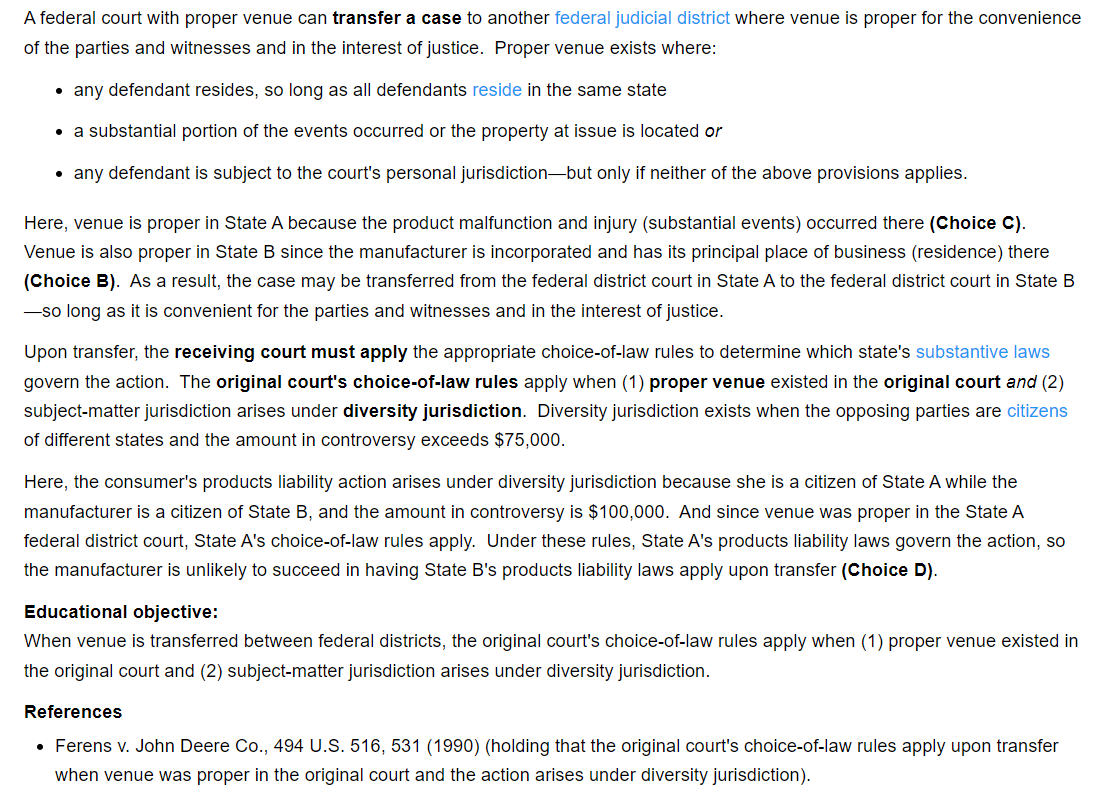 A federal court with proper venue can transfer a case to another federal judicial district where venue is proper for the convenience
of the parties and witnesses and in the interest of justice.  Proper venue exists where:
• any defendant resides, so long as all defendants reside in the same state
• a substantial portion of the events occurred or the property at issue is located or
• any defendant is subject to the court's personal jurisdiction—but only if neither of the above provisions applies.
Here, venue is proper in State A because the product malfunction and injury (substantial events) occurred there (Choice C).
Venue is also proper in State B since the manufacturer is incorporated and has its principal place of business (residence) there
(Choice B).  As a result, the case may be transferred from the federal district court in State A to the federal district court in State B
—so long as it is convenient for the parties and witnesses and in the interest of justice.
Upon transfer, the receiving court must apply the appropriate choice-of-law rules to determine which state's substantive laws
govern the action.  The original court's choice-of-law rules apply when (1) proper venue existed in the original court and (2)
subject-matter jurisdiction arises under diversity jurisdiction.  Diversity jurisdiction exists when the opposing parties are citizens
of different states and the amount in controversy exceeds $75,000.
Here, the consumer's products liability action arises under diversity jurisdiction because she is a citizen of State A while the
manufacturer is a citizen of State B, and the amount in controversy is $100,000.  And since venue was proper in the State A
federal district court, State A's choice-of-law rules apply.  Under these rules, State A's products liability laws govern the action, so
the manufacturer is unlikely to succeed in having State B's products liability laws apply upon transfer (Choice D).
Educational objective:
When venue is transferred between federal districts, the original court's choice-of-law rules apply when (1) proper venue existed in
the original court and (2) subject-matter jurisdiction arises under diversity jurisdiction.
References
• Ferens v. John Deere Co., 494 U.S. 516, 531 (1990) (holding that the original court's choice-of-law rules apply upon transfer
when venue was proper in the original court and the action arises under diversity jurisdiction).